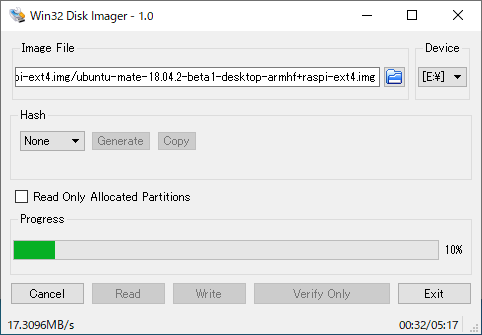 Win32 Disk Imager - 1.0
Image File
Device
pi-ext4.img/ubuntu-mate-18.04.2-beta1-desktop-armhf+raspi-ext4.img
[E:¥]
Hash
None
Generate
Copy
Read Only Allocated Partitions
Progress
10%
Cancel
Read
Write
Verify Only
Exit
17.3096MB/s
00:32/05:17